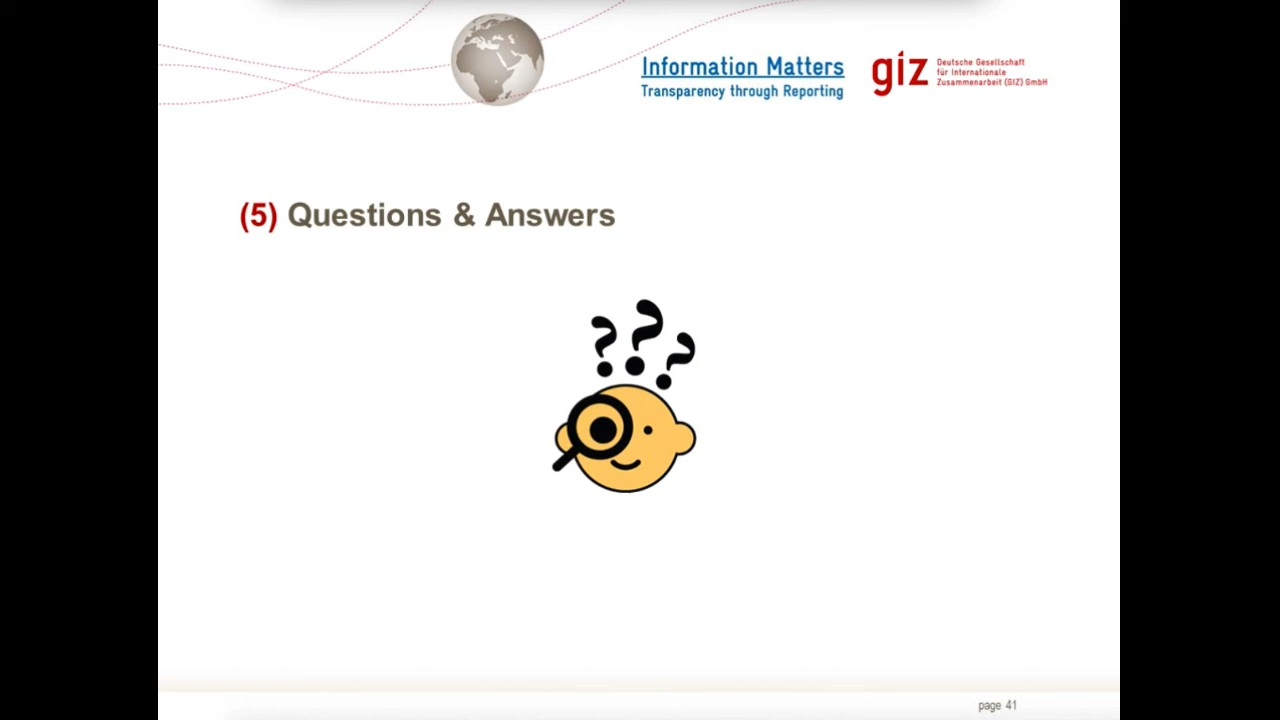 Information Matters
Transparency through Reporting
giz
Deutsche Gesellschaft
für Internationale
Zusammenarbeit (GIZ) GmbH
(5) Questions & Answers
? ? ?
page 41